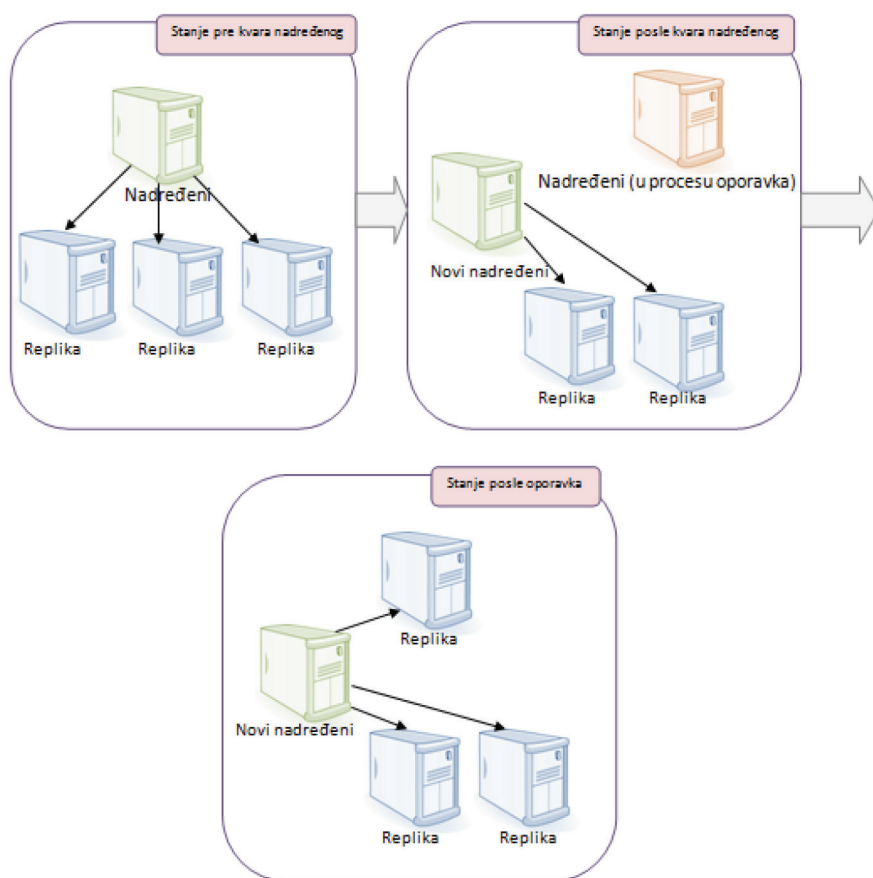 Stanje pre kvara nadređenog
Nadređeni
Replika
Replika
Replika
Stanje posle kvara nadređenog
Nadređeni (u procesu oporavka)
Novi nadređeni
Replika
Replika
Stanje posle oporavka
Replika
Novi nadređeni
Replika
Replika